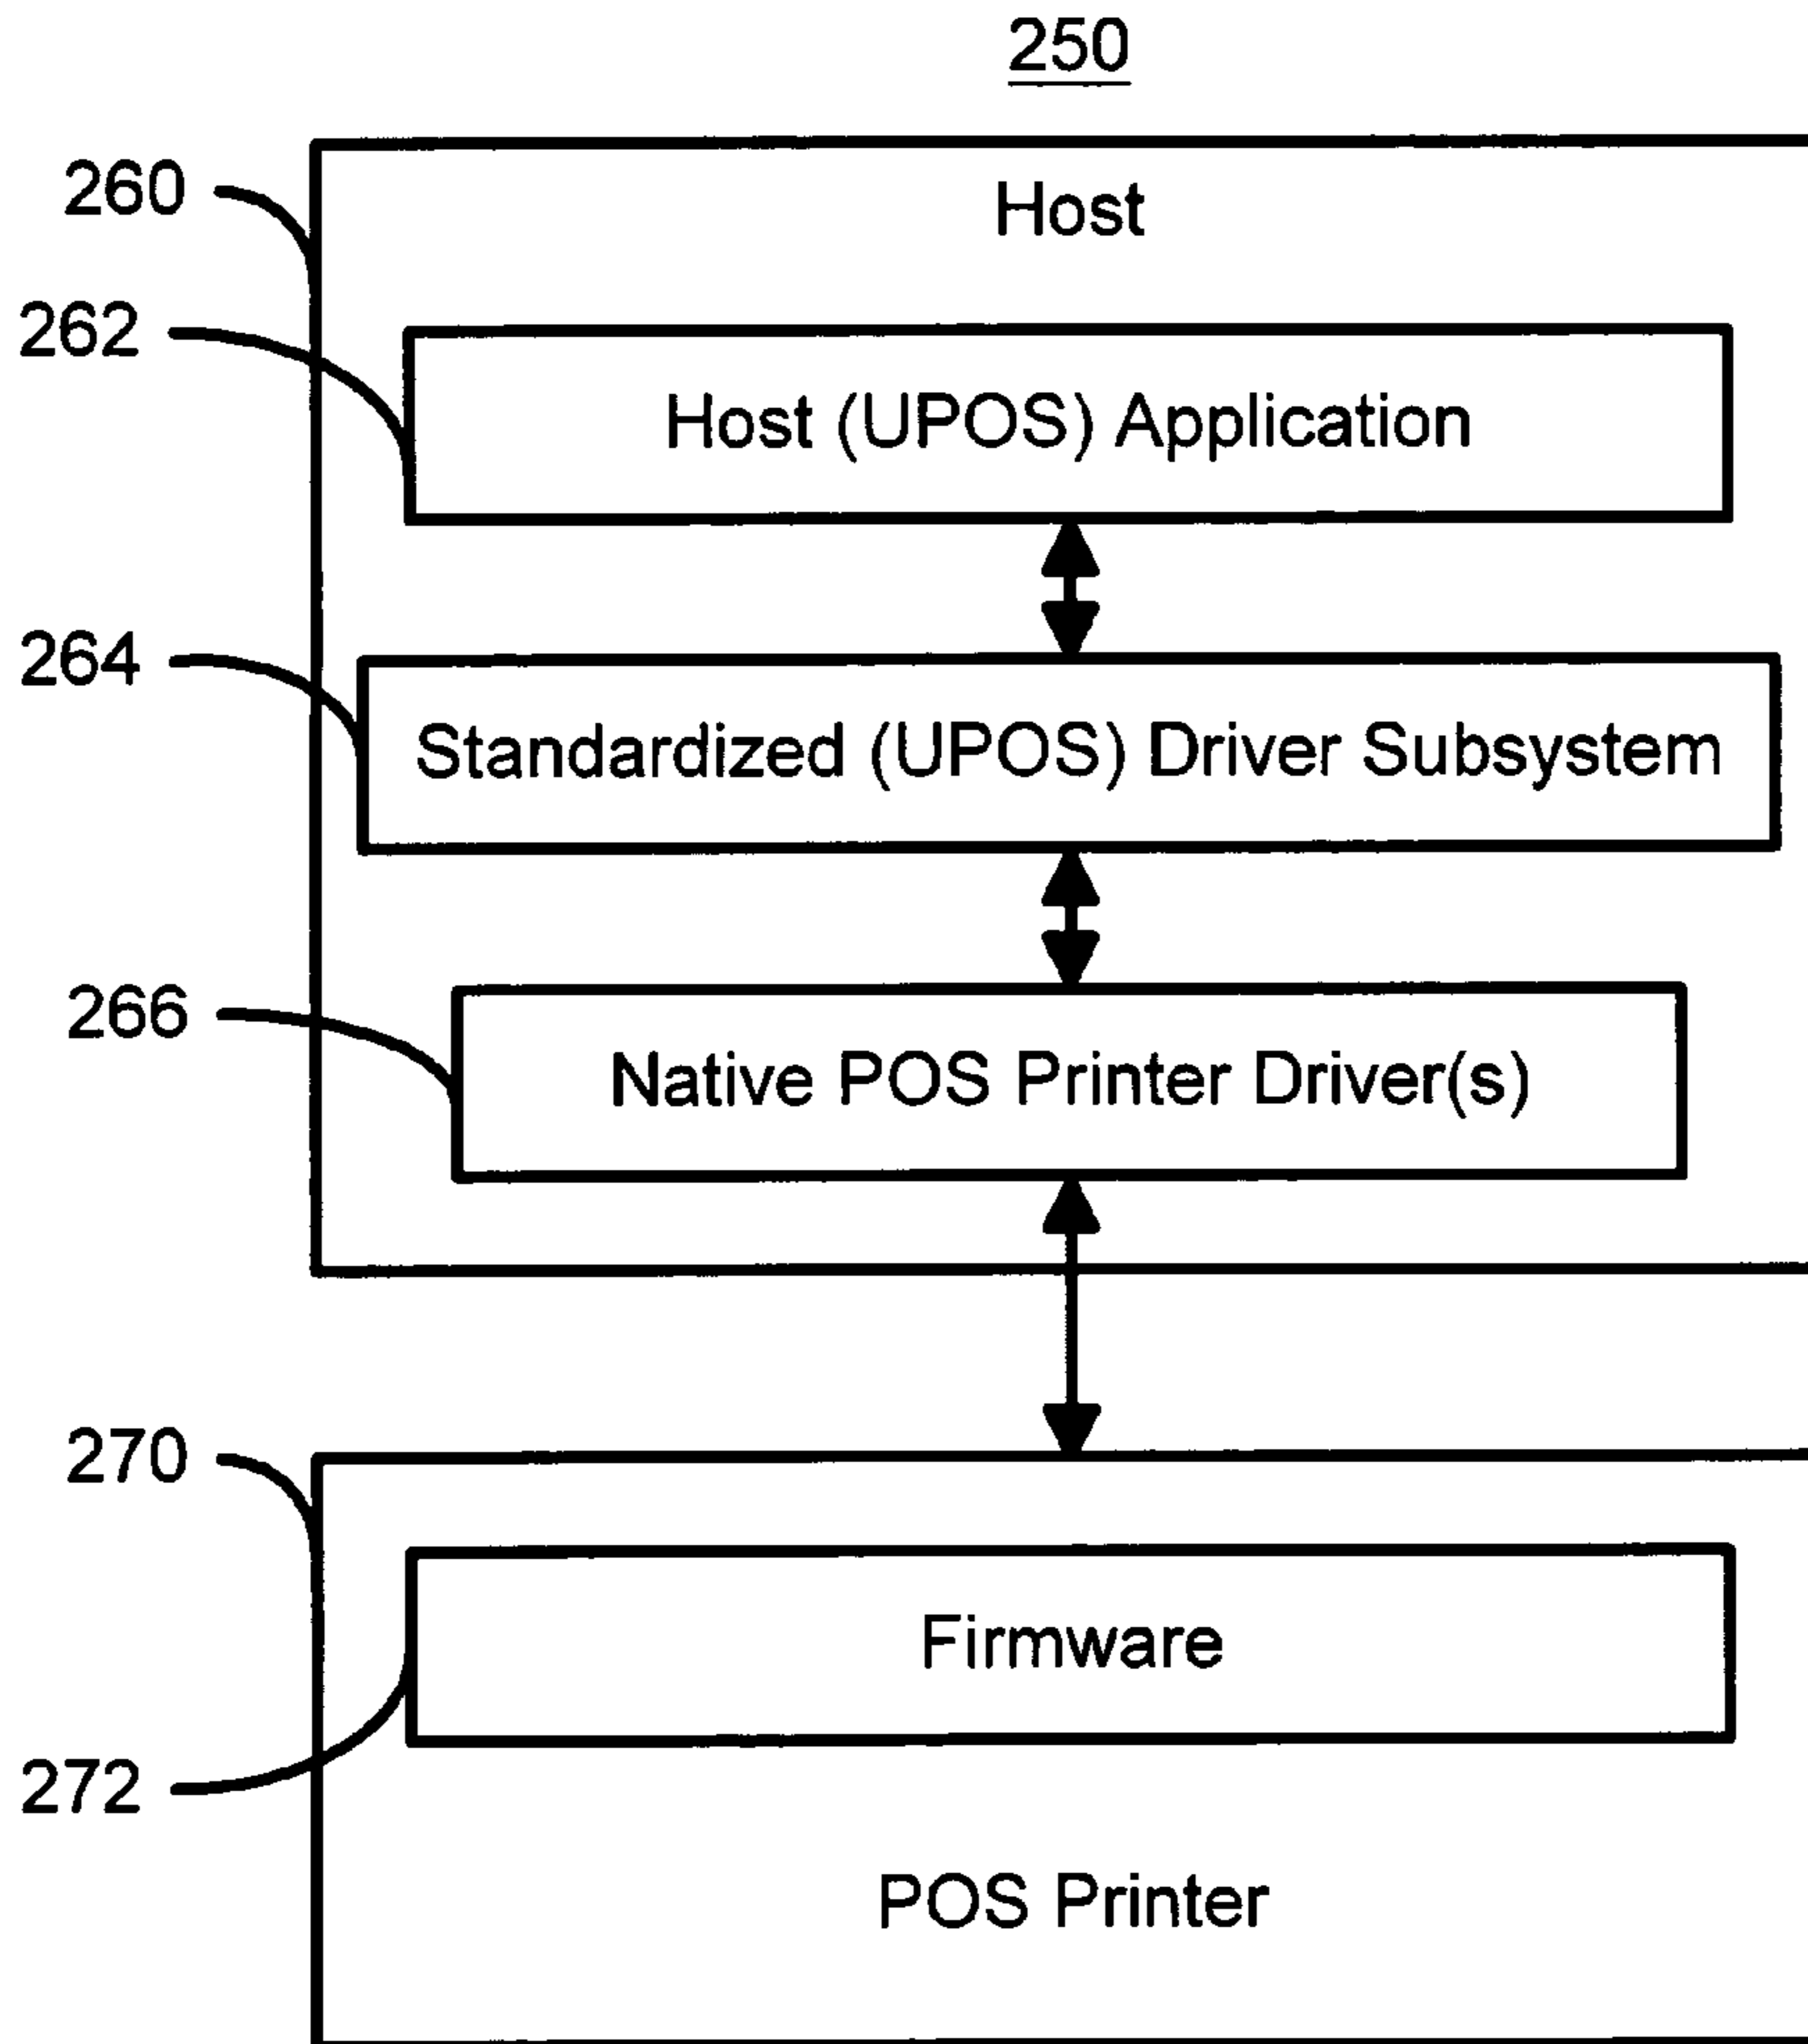 250
260
Host
262
Host (UPOS) Application
264
Standardized (UPOS) Driver Subsystem
266
Native POS Printer Driver(s)
270
Firmware
272
POS Printer